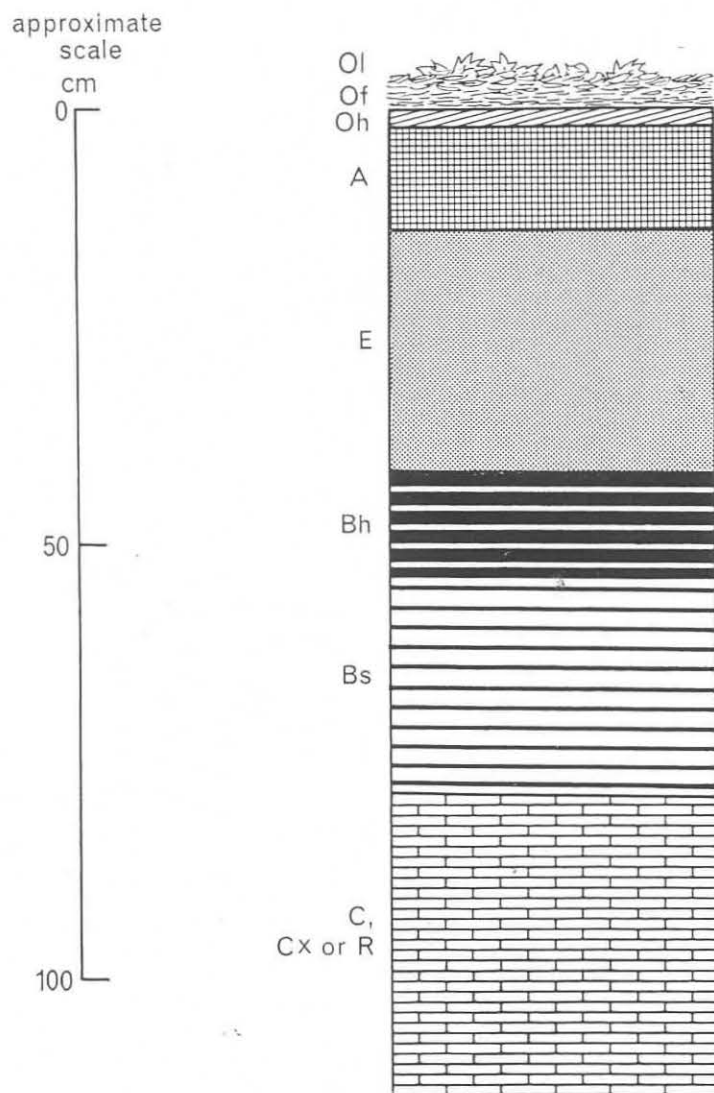 approximate
scale
cm
0
50
100
Ol
Of
Oh
A
E
Bh
Bs
C,
Cx or R